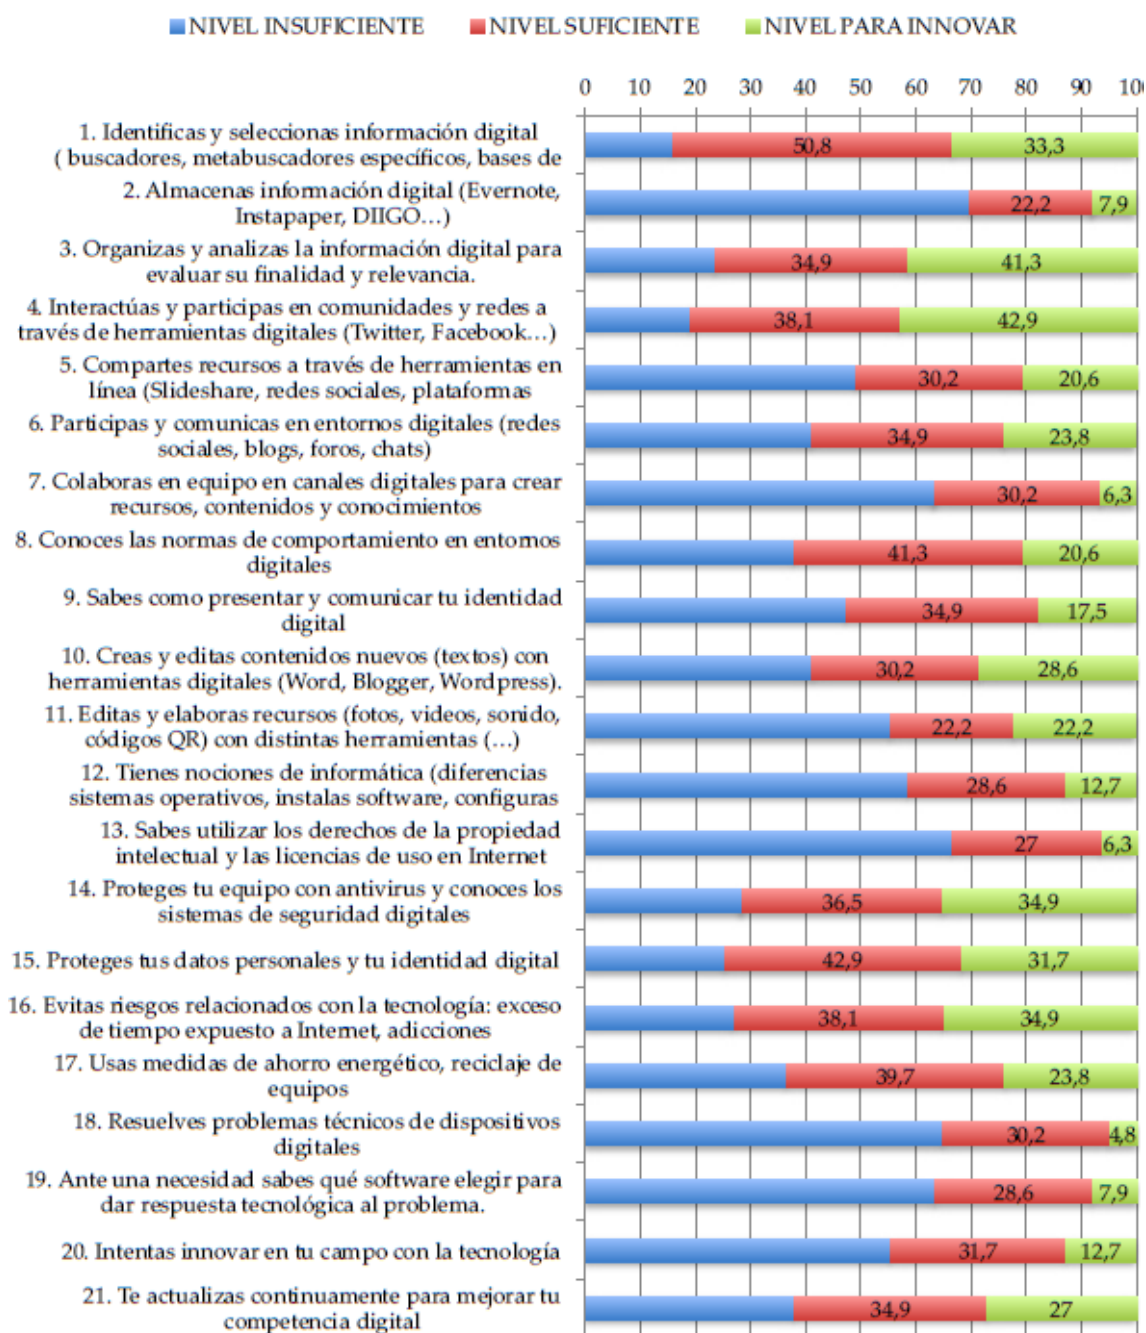 NIVEL INSUFICIENTE NIVEL SUFICIENTE NIVEL PARA INNOVAR
0 10 20 30 40 50 60 70 80 90 100
1. Identificas y seleccionas información digital
( buscadores, metabuscadores específicos, bases de
50,8 33,3
2. Almacenas información digital (Evernote,
Instapaper, DIIGO...)
22,2 7,9
3. Organizas y analizas la información digital para
evaluar su finalidad y relevancia.
34,9 41,3
4. Interactúas y participas en comunidades y redes a
través de herramientas digitales (Twitter, Facebook...)
38,1 42,9
5. Compartes recursos a través de herramientas en
línea (Slideshare, redes sociales, plataformas
30,2 20,6
6. Participas y comunicas en entornos digitales (redes
sociales, blogs, foros, chats)
34,9 23,8
7. Colaboras en equipo en canales digitales para crear
recursos, contenidos y conocimientos
30,2 6,3
8. Conoces las normas de comportamiento en entornos
digitales
41,3 20,6
9. Sabes como presentar y comunicar tu identidad
digital
34,9 17,5
10. Creas y editas contenidos nuevos (textos) con
herramientas digitales (Word, Blogger, Wordpress).
30,2 28,6
11. Editas y elaboras recursos (fotos, videos, sonido,
códigos QR) con distintas herramientas (...)
22,2 22,2
12. Tienes nociones de informática (diferencias
sistemas operativos, instalas software, configuras
28,6 12,7
13. Sabes utilizar los derechos de la propiedad
intelectual y las licencias de uso en Internet
27 6,3
14. Proteges tu equipo con antivirus y conoces los
sistemas de seguridad digitales
36,5 34,9
15. Proteges tus datos personales y tu identidad digital
42,9 31,7
16. Evitas riesgos relacionados con la tecnología: exceso
de tiempo expuesto a Internet, adicciones
38,1 34,9
17. Usas medidas de ahorro energético, reciclaje de
equipos
39,7 23,8
18. Resuelves problemas técnicos de dispositivos
digitales
30,2 4,8
19. Ante una necesidad sabes qué software elegir para
dar respuesta tecnológica al problema.
28,6 7,9
20. Intentas innovar en tu campo con la tecnología
31,7 12,7
21. Te actualizas continuamente para mejorar tu
competencia digital
34,9 27